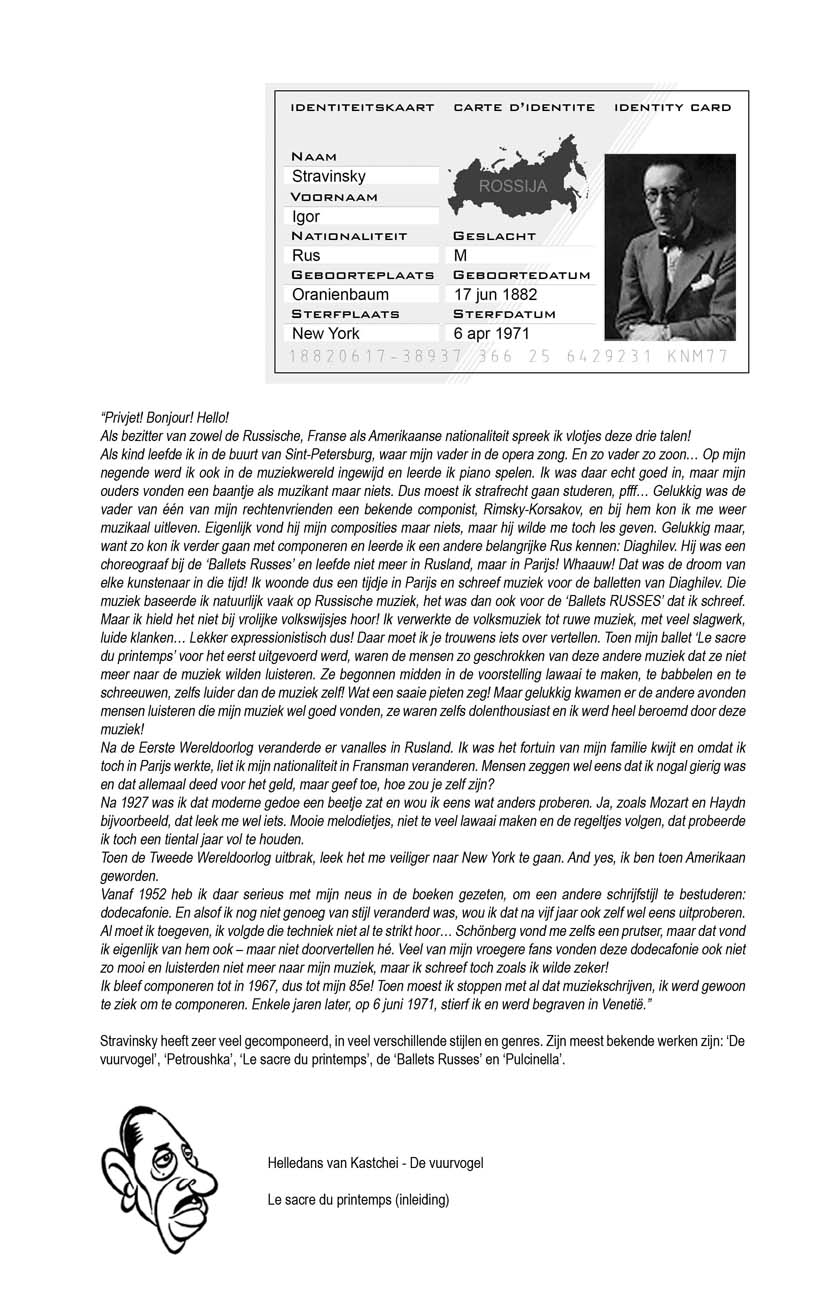 IDENTITEITSKAART CARTE D'IDENTITE IDENTITY CARD
NAAM
Stravinsky
ROSSIJA
VOORNAAM
Igor
NATIONALITEIT GESLACHT
Rus M
GEBOORTEPLAATS GEBOORTEDATUM
Oranienbaum 17 jun 1882
STERFPLAATS STERFDATUM
New York 6 apr 1971
18820617-38937 366 25 6429231 KNM77
“Privjet! Bonjour! Hello!
Als bezitter van zowel de Russische, Franse als Amerikaanse nationaliteit spreek ik vlotjes deze drie talen!
Als kind leefde ik in de buurt van Sint-Petersburg, waar mijn vader in de opera zong. En zo vader zo zoon… Op mijn
negende werd ik ook in de muziekwereld ingewijd en leerde ik piano spelen. Ik was daar echt goed in, maar mijn
ouders vonden een baantje als muzikant maar niets. Dus moest ik strafrecht gaan studeren, pfff… Gelukkig was de
vader van één van mijn rechtenvrienden een bekende componist, Rimsky-Korsakov, en bij hem kon ik me weer
muzikaal uitleven. Eigenlijk vond hij mijn composities maar niets, maar hij wilde me toch les geven. Gelukkig maar,
want zo kon ik verder gaan met componeren en leerde ik een andere belangrijke Rus kennen: Diaghilev. Hij was een
choreograaf bij de ‘Ballets Russes’ en leefde niet meer in Rusland, maar in Parijs! Whaauw! Dat was de droom van
elke kunstenaar in die tijd! Ik woonde dus een tijdje in Parijs en schreef muziek voor de balletten van Diaghilev. Die
muziek baseerde ik natuurlijk vaak op Russische muziek, het was dan ook voor de ‘Ballets RUSSES’ dat ik schreef.
Maar ik hield het niet bij vrolijke volkswijsjes hoor! Ik verwerkte de volksmuziek tot ruwe muziek, met veel slagwerk,
luide klanken… Lekker expressionistisch dus! Daar moet ik je trouwens iets over vertellen. Toen mijn ballet ‘Le sacre
du printemps’ voor het eerst uitgevoerd werd, waren de mensen zo geschrokken van deze andere muziek dat ze niet
meer naar de muziek wilden luisteren. Ze begonnen midden in de voorstelling lawaai te maken, te babbelen en te
schreeuwen, zelfs luider dan de muziek zelf! Wat een saaie pieten zeg! Maar gelukkig kwamen er de andere avonden
mensen luisteren die mijn muziek wel goed vonden, ze waren zelfs dolenthousiast en ik werd heel beroemd door deze
muziek!
Na de Eerste Wereldoorlog veranderde er vanalles in Rusland. Ik was het fortuin van mijn familie kwijt en omdat ik
toch in Parijs werkte, liet ik mijn nationaliteit in Fransman veranderen. Mensen zeggen wel eens dat ik nogal gierig was
en dat allemaal deed voor het geld, maar geef toe, hoe zou je zelf zijn?
Na 1927 was ik dat moderne gedoe een beetje zat en wou ik eens wat anders proberen. Ja, zoals Mozart en Haydn
bijvoorbeeld, dat leek me wel iets. Mooie melodietjes, niet te veel lawaai maken en de regeltjes volgen, dat probeerde
ik toch een tiental jaar vol te houden.
Toen de Tweede Wereldoorlog uitbrak, leek het me veiliger naar New York te gaan. And yes, ik ben toen Amerikaan
geworden.
Vanaf 1952 heb ik daar serieus met mijn neus in de boeken gezeten, om een andere schrijfstijl te bestuderen:
dodecafonie. En alsof ik nog niet genoeg van stijl veranderd was, wou ik dat na vijf jaar ook zelf wel eens uitproberen.
Al moet ik toegeven, ik volgde die techniek niet al te strikt hoor… Schönberg vond me zelfs een prutser, maar dat vond
ik eigenlijk van hem ook – maar niet doorvertellen hé. Veel van mijn vroegere fans vonden deze dodecafonie ook niet
zo mooi en luisterden niet meer naar mijn muziek, maar ik schreef toch zoals ik wilde zeker!
Ik bleef componeren tot in 1967, dus tot mijn 85e! Toen moest ik stoppen met al dat muziekschrijven, ik werd gewoon
te ziek om te componeren. Enkele jaren later, op 6 juni 1971, stierf ik en werd begraven in Venetië.”
Stravinsky heeft zeer veel gecomponeerd, in veel verschillende stijlen en genres. Zijn meest bekende werken zijn: ‘De
vuurvogel’, ‘Petroushka’, ‘Le sacre du printemps’, de ‘Ballets Russes’ en ‘Pulcinella’.
Helledans van Kastchei - De vuurvogel
Le sacre du printemps (inleiding)